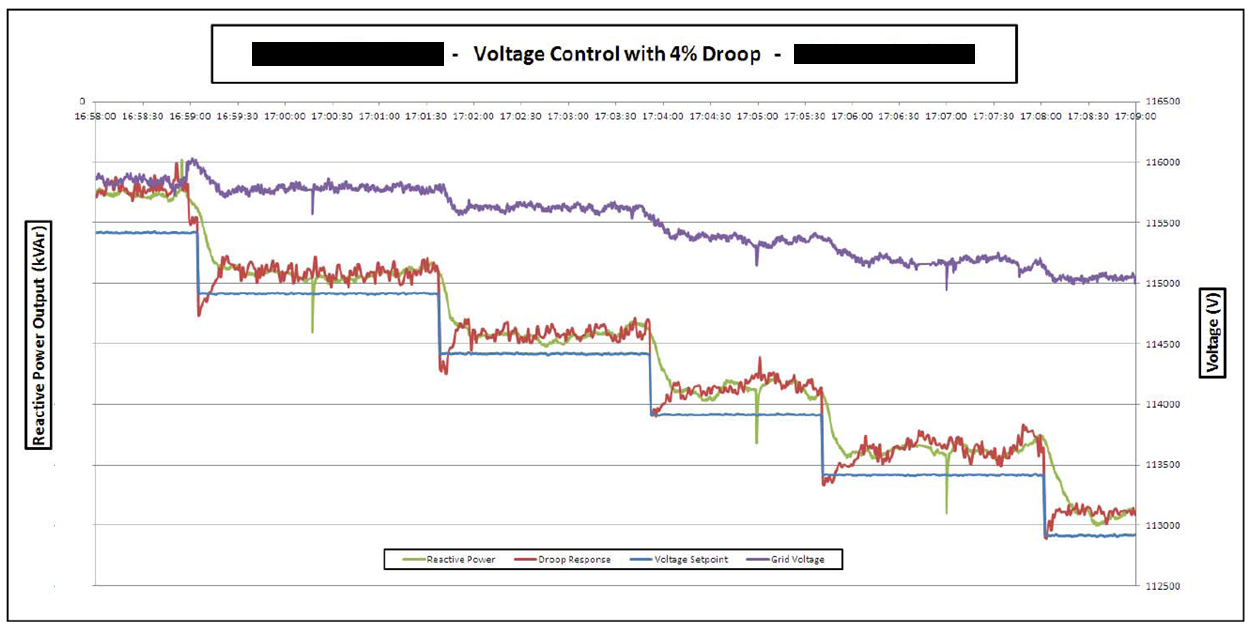 - Voltage Control with 4% Droop -
0
116500
16:58:00 16:58:30 16:59:00 16:59:30 17:00:00 17:00:30 17:01:00 17:01:30 17:02:00 17:02:30 17:03:00 17:03:30 17:04:00 17:04:30 17:05:00 17:05:30 17:06:00 17:06:30 17:07:00 17:07:30 17:08:00 17:08:30 17:09:00
116000
115500
115000
114500
114000
113500
113000
112500
Reactive Power Output (kVAr)
Voltage (V)
Reactive Power Droop Response Voltage Setpoint Grid Voltage